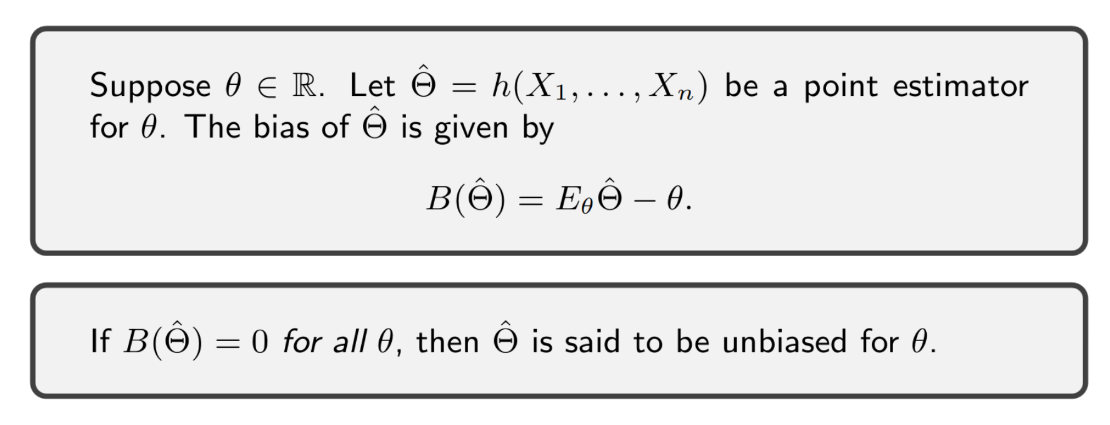 Suppose θ ∈ ℝ. Let Θ̂ = h(X₁, . . . , Xₙ) be a point estimator
for θ. The bias of Θ̂ is given by
B(Θ̂) = E_θ Θ̂ − θ.
If B(Θ̂) = 0 for all θ, then Θ̂ is said to be unbiased for θ.